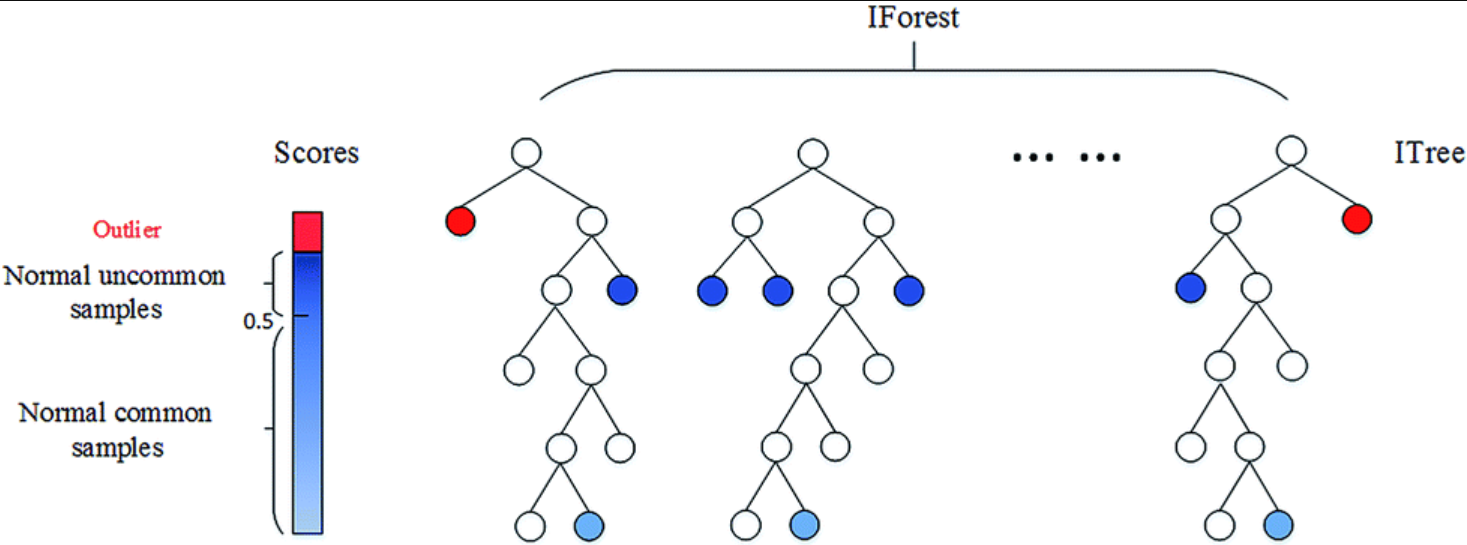 IForest
Scores
... ...
ITree
Outlier
Normal uncommon
samples
0.5
Normal common
samples